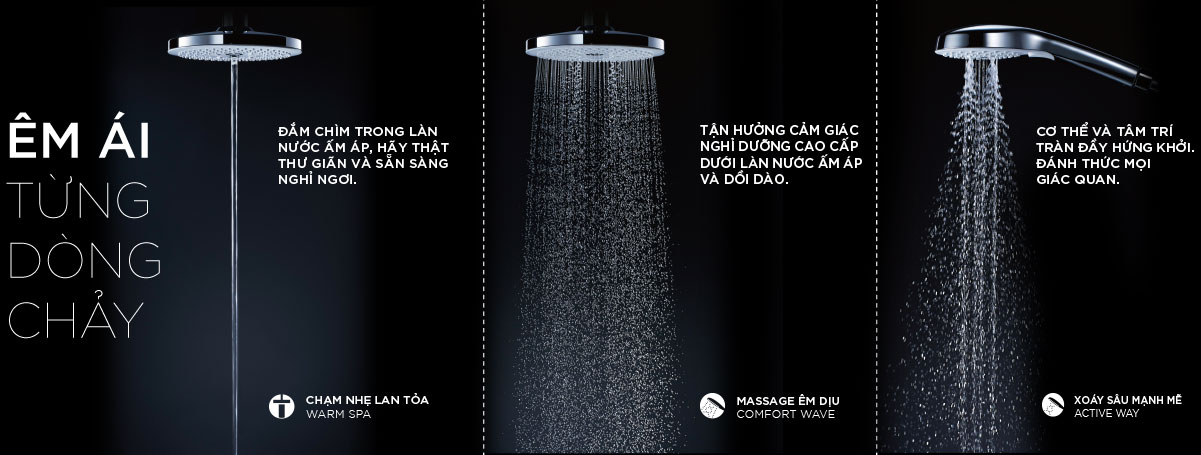 ÊM ÁI
TỪNG
DÒNG
CHẢY
ĐẮM CHÌM TRONG LÀN
NƯỚC ẤM ÁP, HÃY THẬT
THƯ GIÃN VÀ SẴN SÀNG
NGHỈ NGƠI.
CHẠM NHẸ LAN TỎA
WARM SPA
TẬN HƯỞNG CẢM GIÁC
NGHỈ DƯỠNG CAO CẤP
DƯỚI LÀN NƯỚC ẤM ÁP
VÀ DỒI DÀO.
MASSAGE ÊM DỊU
COMFORT WAVE
CƠ THỂ VÀ TÂM TRÍ
TRÀN ĐẦY HỨNG KHỞI.
ĐÁNH THỨC MỌI
GIÁC QUAN.
XOÁY SÂU MẠNH MẼ
ACTIVE WAY